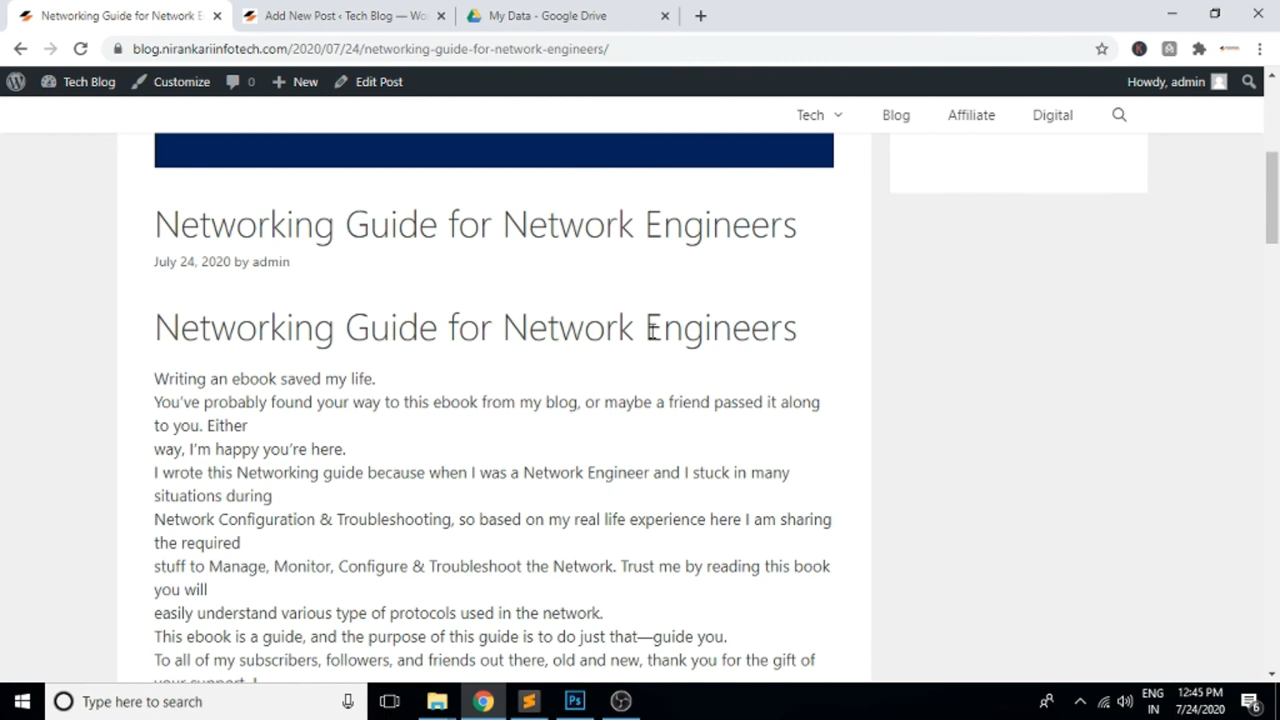 Networking Guide for Network E
Add New Post ‹ Tech Blog — Wo
My Data - Google Drive
blog.nirankariinfotech.com/2020/07/24/networking-guide-for-network-engineers/
Tech Blog
Customize
0
New
Edit Post
Howdy, admin
Tech
Blog
Affiliate
Digital
Networking Guide for Network Engineers
July 24, 2020 by admin
Networking Guide for Network Engineers
Writing an ebook saved my life.
You’ve probably found your way to this ebook from my blog, or maybe a friend passed it along
to you. Either
way, I’m happy you’re here.
I wrote this Networking guide because when I was a Network Engineer and I stuck in many
situations during
Network Configuration & Troubleshooting, so based on my real life experience here I am sharing
the required
stuff to Manage, Monitor, Configure & Troubleshoot the Network. Trust me by reading this book
you will
easily understand various type of protocols used in the network.
This ebook is a guide, and the purpose of this guide is to do just that—guide you.
To all of my subscribers, followers, and friends out there, old and new, thank you for the gift of
your support. I
Type here to search
Ps
ENG
IN
12:45 PM
7/24/2020
6